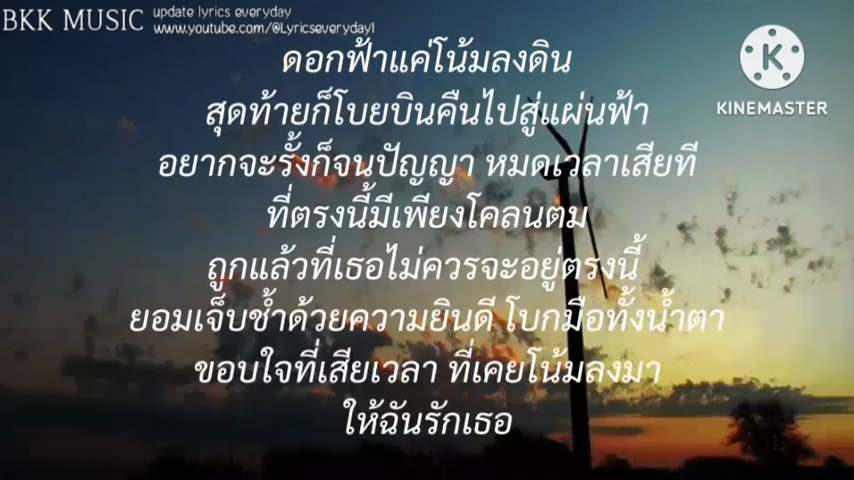 BKK MUSIC
update lyrics everyday
www.youtube.com/@Lyricseveryday1
KINEMASTER
ดอกฟ้าแค่โน้มลงดิน
สุดท้ายก็โบยบินคืนไปสู่แผ่นฟ้า
อยากจะรั้งก็จนปัญญา หมดเวลาเสียที
ที่ตรงนี้มีเพียงโคลนตม
ถูกแล้วที่เธอไม่ควรจะอยู่ตรงนี้
ยอมเจ็บช้ำด้วยความยินดี โบกมือทั้งน้ำตา
ขอบใจที่เสียเวลา ที่เคยโน้มลงมา
ให้ฉันรักเธอ